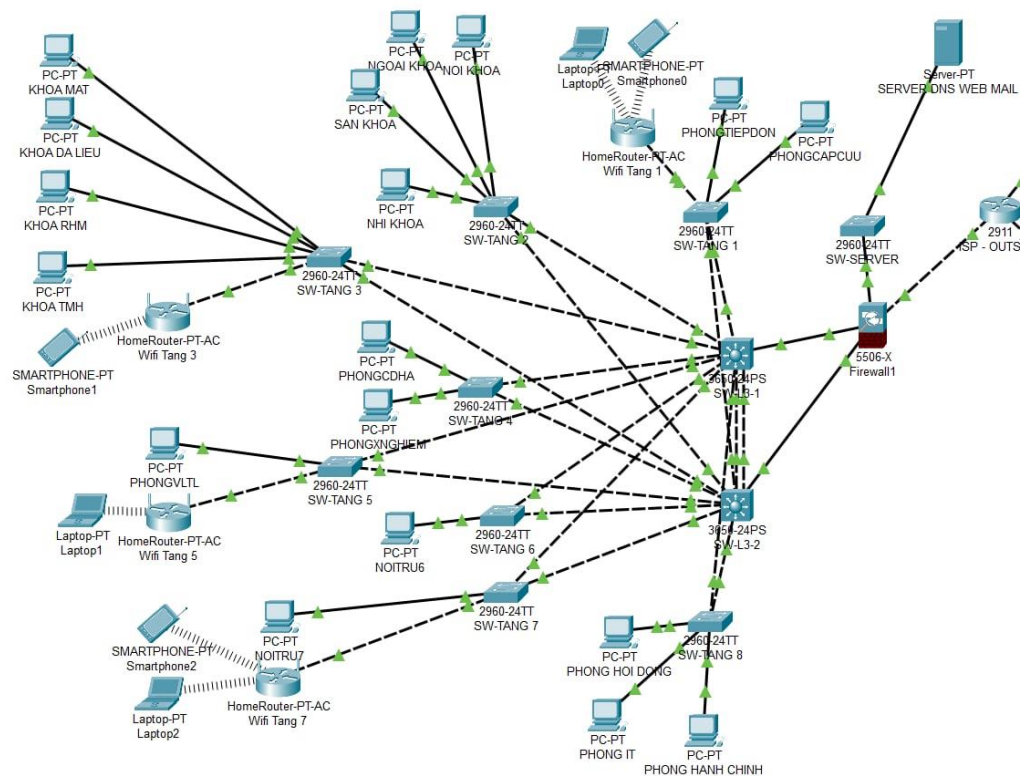 PC-PT
KHOA MAT
PC-PT
KHOA DA LIEU
PC-PT
KHOA RHM
PC-PT
KHOA TMH
PC-PT
NGOAI KHOA
PC-PT
NOI KHOA
PC-PT
SAN KHOA
PC-PT
NHI KHOA
2960-24TT
SW-TANG 2
2960-24TT
SW-TANG 3
HomeRouter-PT-AC
Wifi Tang 3
SMARTPHONE-PT
Smartphone1
Laptop0
SMARTPHONE-PT
Smartphone0
HomeRouter-PT-AC
Wifi Tang 1
PC-PT
PHONGTIEPDON
PC-PT
PHONGCAPCUU
2960-24TT
SW-TANG 1
Server-PT
SERVER DNS WEB MAIL
2960-24TT
SW-SERVER
2911
ISP - OUTS
5506-X
Firewall1
3650-24PS
SW-L3-1
3650-24PS
SW-L3-2
PC-PT
PHONGCDHA
PC-PT
PHONGXNGHIEM
2960-24TT
SW-TANG 4
PC-PT
PHONGVLTL
2960-24TT
SW-TANG 5
Laptop-PT
Laptop1
HomeRouter-PT-AC
Wifi Tang 5
PC-PT
NOITRU6
2960-24TT
SW-TANG 6
2960-24TT
SW-TANG 7
PC-PT
NOITRU7
SMARTPHONE-PT
Smartphone2
Laptop-PT
Laptop2
HomeRouter-PT-AC
Wifi Tang 7
2960-24TT
SW-TANG 8
PC-PT
PHONG HOI DONG
PC-PT
PHONG IT
PC-PT
PHONG HANH CHINH